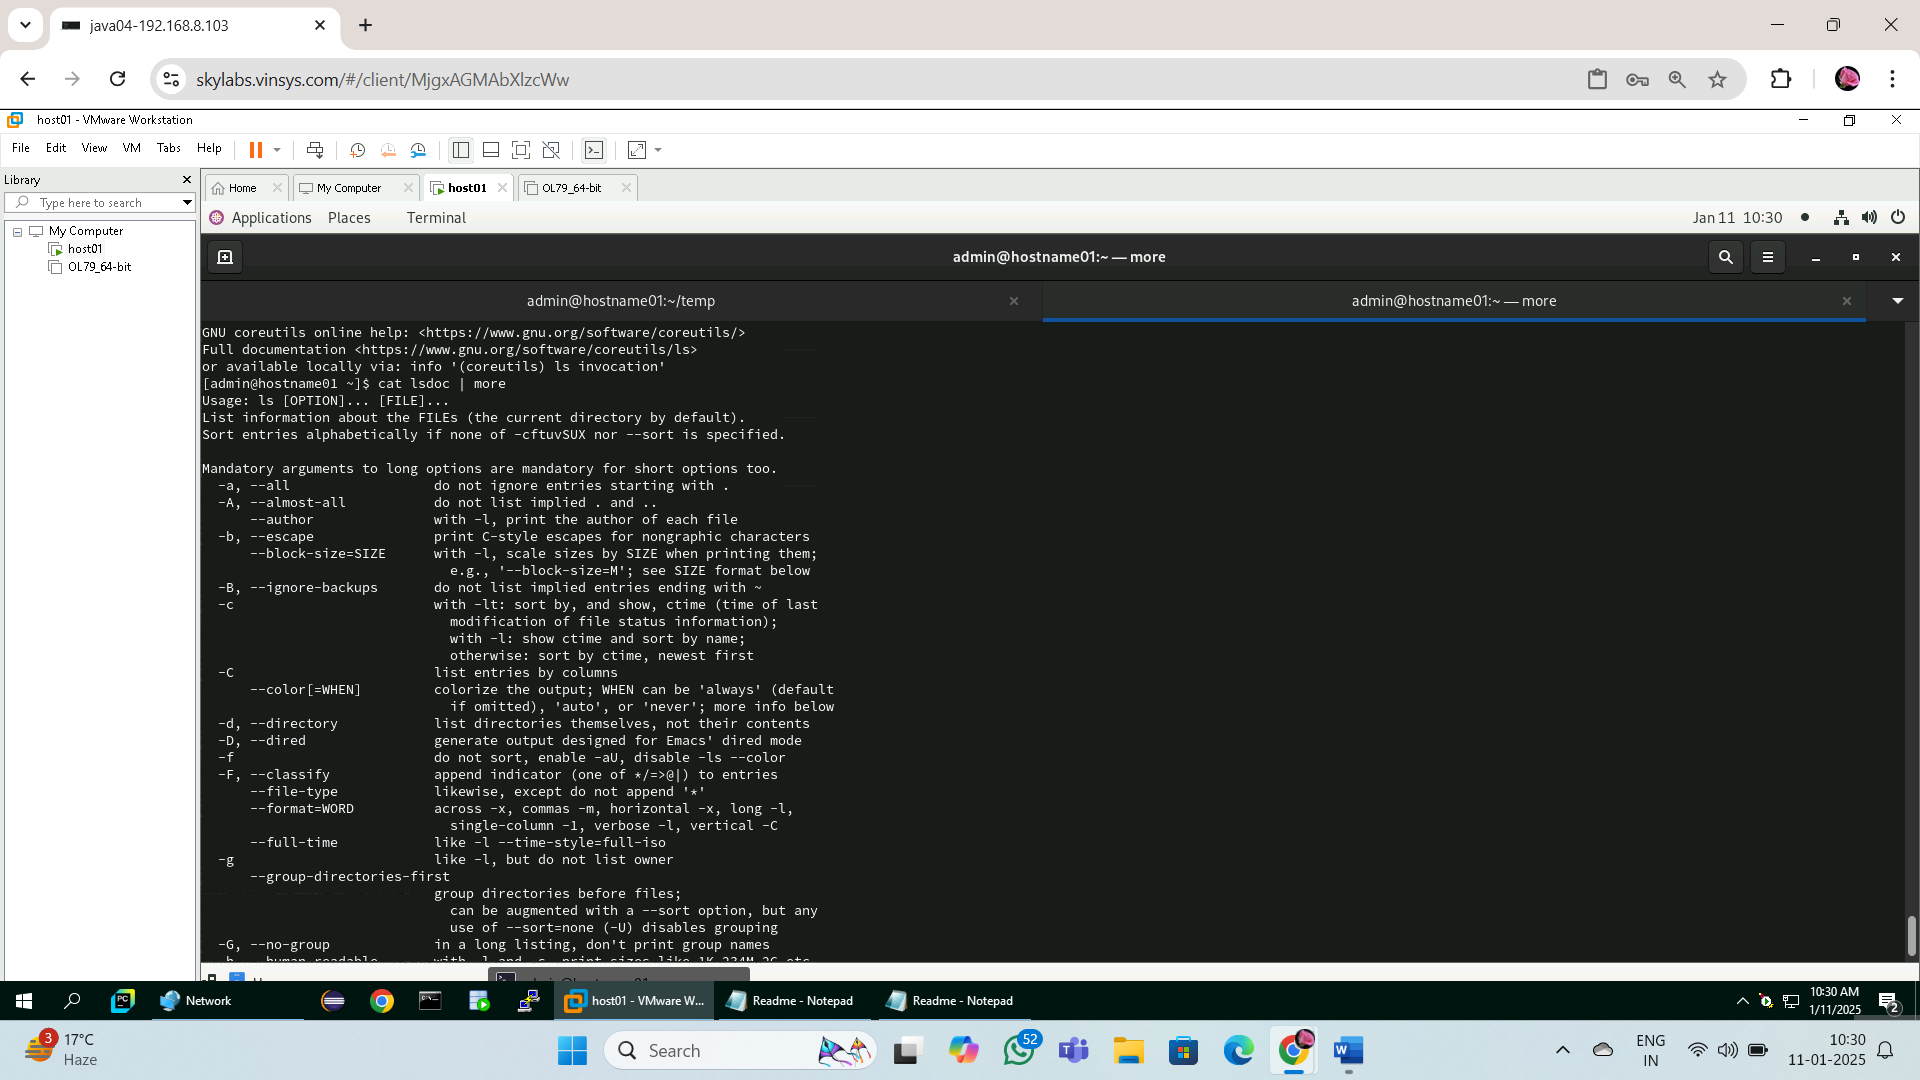 java04-192.168.8.103
skylabs.vinsys.com/#/client/MjgxAGMAbXlzcWw
host01 - VMware Workstation
File Edit View VM Tabs Help
Library
Type here to search
My Computer
host01
OL79_64-bit
Home My Computer host01 OL79_64-bit
Applications Places Terminal Jan 11 10:30
admin@hostname01:~ — more
admin@hostname01:~/temp admin@hostname01:~ — more
GNU coreutils online help: <https://www.gnu.org/software/coreutils/>
Full documentation <https://www.gnu.org/software/coreutils/ls>
or available locally via: info '(coreutils) ls invocation'
[admin@hostname01 ~]$ cat lsdoc | more
Usage: ls [OPTION]... [FILE]...
List information about the FILEs (the current directory by default).
Sort entries alphabetically if none of -cftuvSUX nor --sort is specified.
Mandatory arguments to long options are mandatory for short options too.
-a, --all do not ignore entries starting with .
-A, --almost-all do not list implied . and ..
--author with -l, print the author of each file
-b, --escape print C-style escapes for nongraphic characters
--block-size=SIZE with -l, scale sizes by SIZE when printing them;
e.g., '--block-size=M'; see SIZE format below
-B, --ignore-backups do not list implied entries ending with ~
-c with -lt: sort by, and show, ctime (time of last
modification of file status information);
with -l: show ctime and sort by name;
otherwise: sort by ctime, newest first
-C list entries by columns
--color[=WHEN] colorize the output; WHEN can be 'always' (default
if omitted), 'auto', or 'never'; more info below
-d, --directory list directories themselves, not their contents
-D, --dired generate output designed for Emacs' dired mode
-f do not sort, enable -aU, disable -ls --color
-F, --classify append indicator (one of */=>@|) to entries
--file-type likewise, except do not append '*'
--format=WORD across -x, commas -m, horizontal -x, long -l,
single-column -1, verbose -l, vertical -C
--full-time like -l --time-style=full-iso
-g like -l, but do not list owner
--group-directories-first
group directories before files;
can be augmented with a --sort option, but any
use of --sort=none (-U) disables grouping
-G, --no-group in a long listing, don't print group names
-h, --human-readable with -l and -s, print sizes like 1K 234M 2G etc.
Network host01 - VMware W... Readme - Notepad Readme - Notepad 10:30 AM
1/11/2025 2
3 17°C
Haze
Search
52
ENG
IN
10:30
11-01-2025